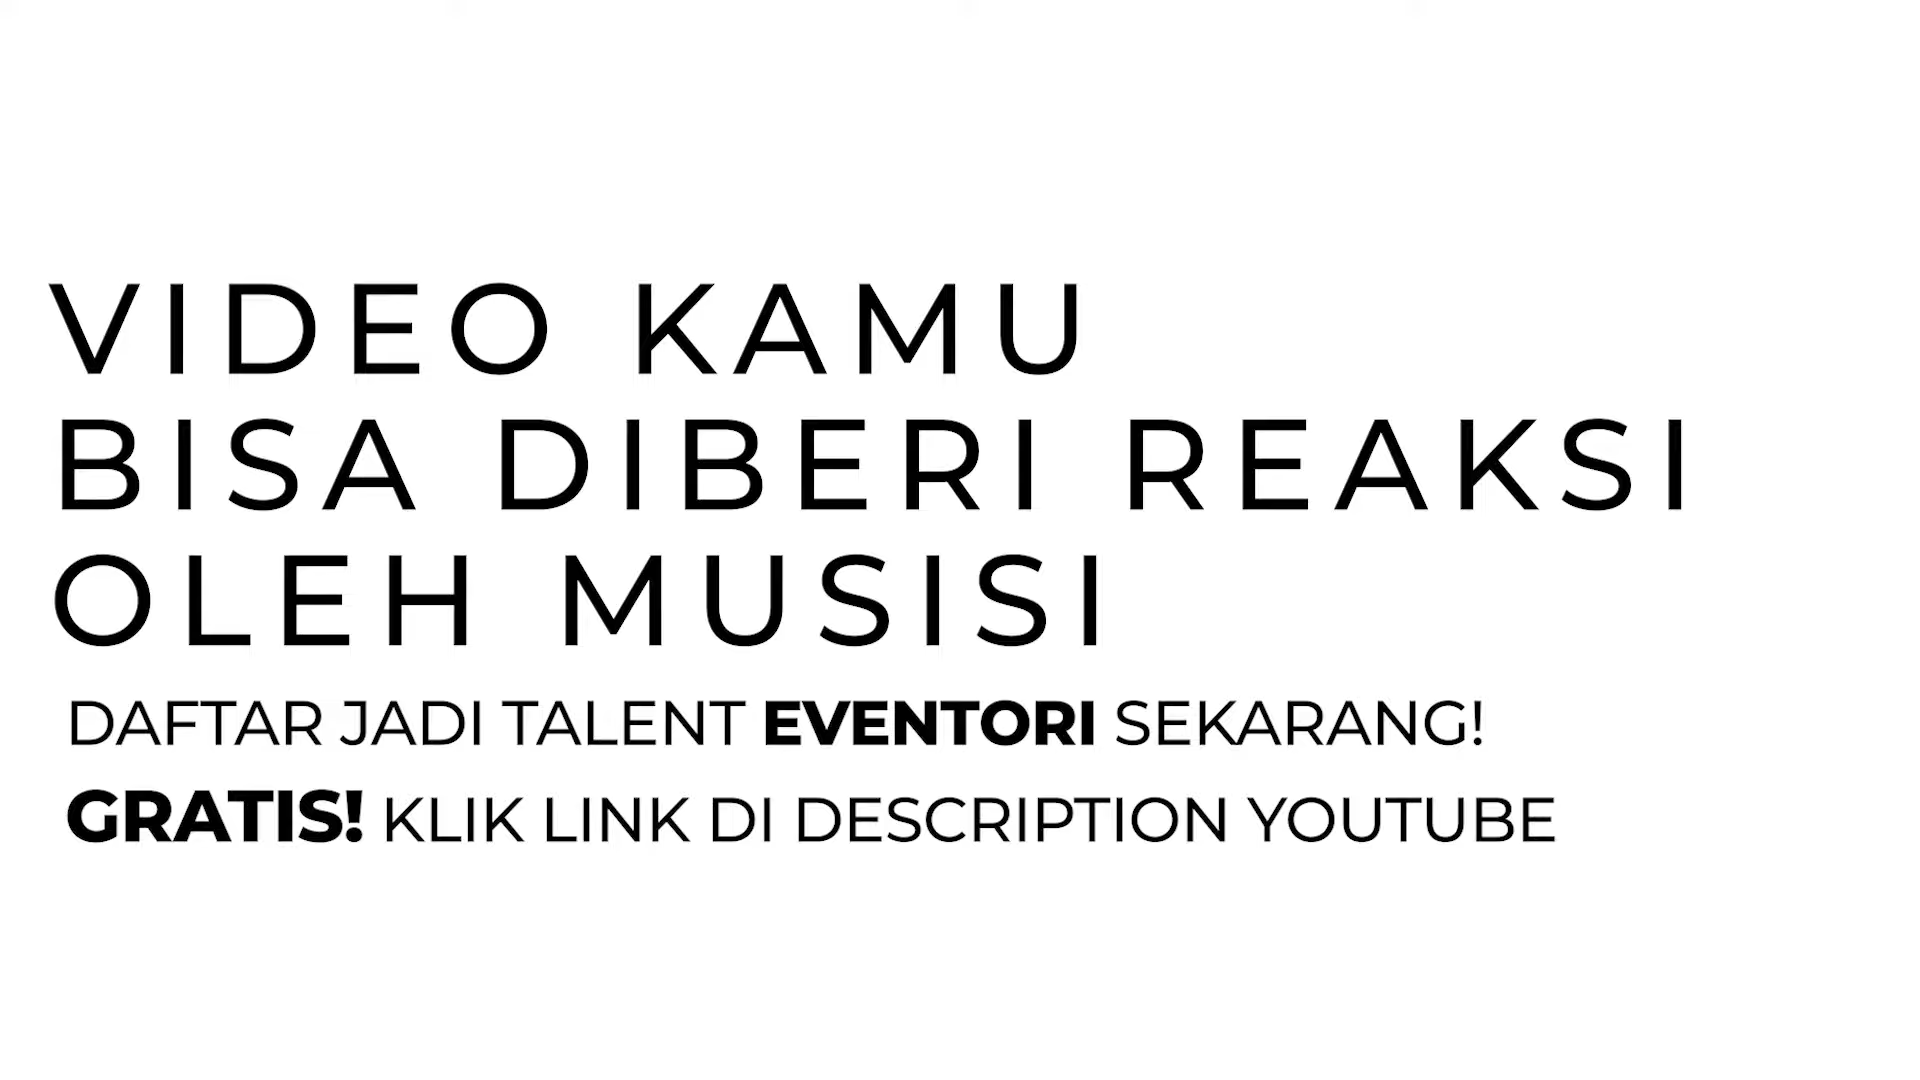 VIDEO KAMU
BISA DIBERI REAKSI
OLEH MUSISI
DAFTAR JADI TALENT EVENTORI SEKARANG!
GRATIS! KLIK LINK DI DESCRIPTION YOUTUBE